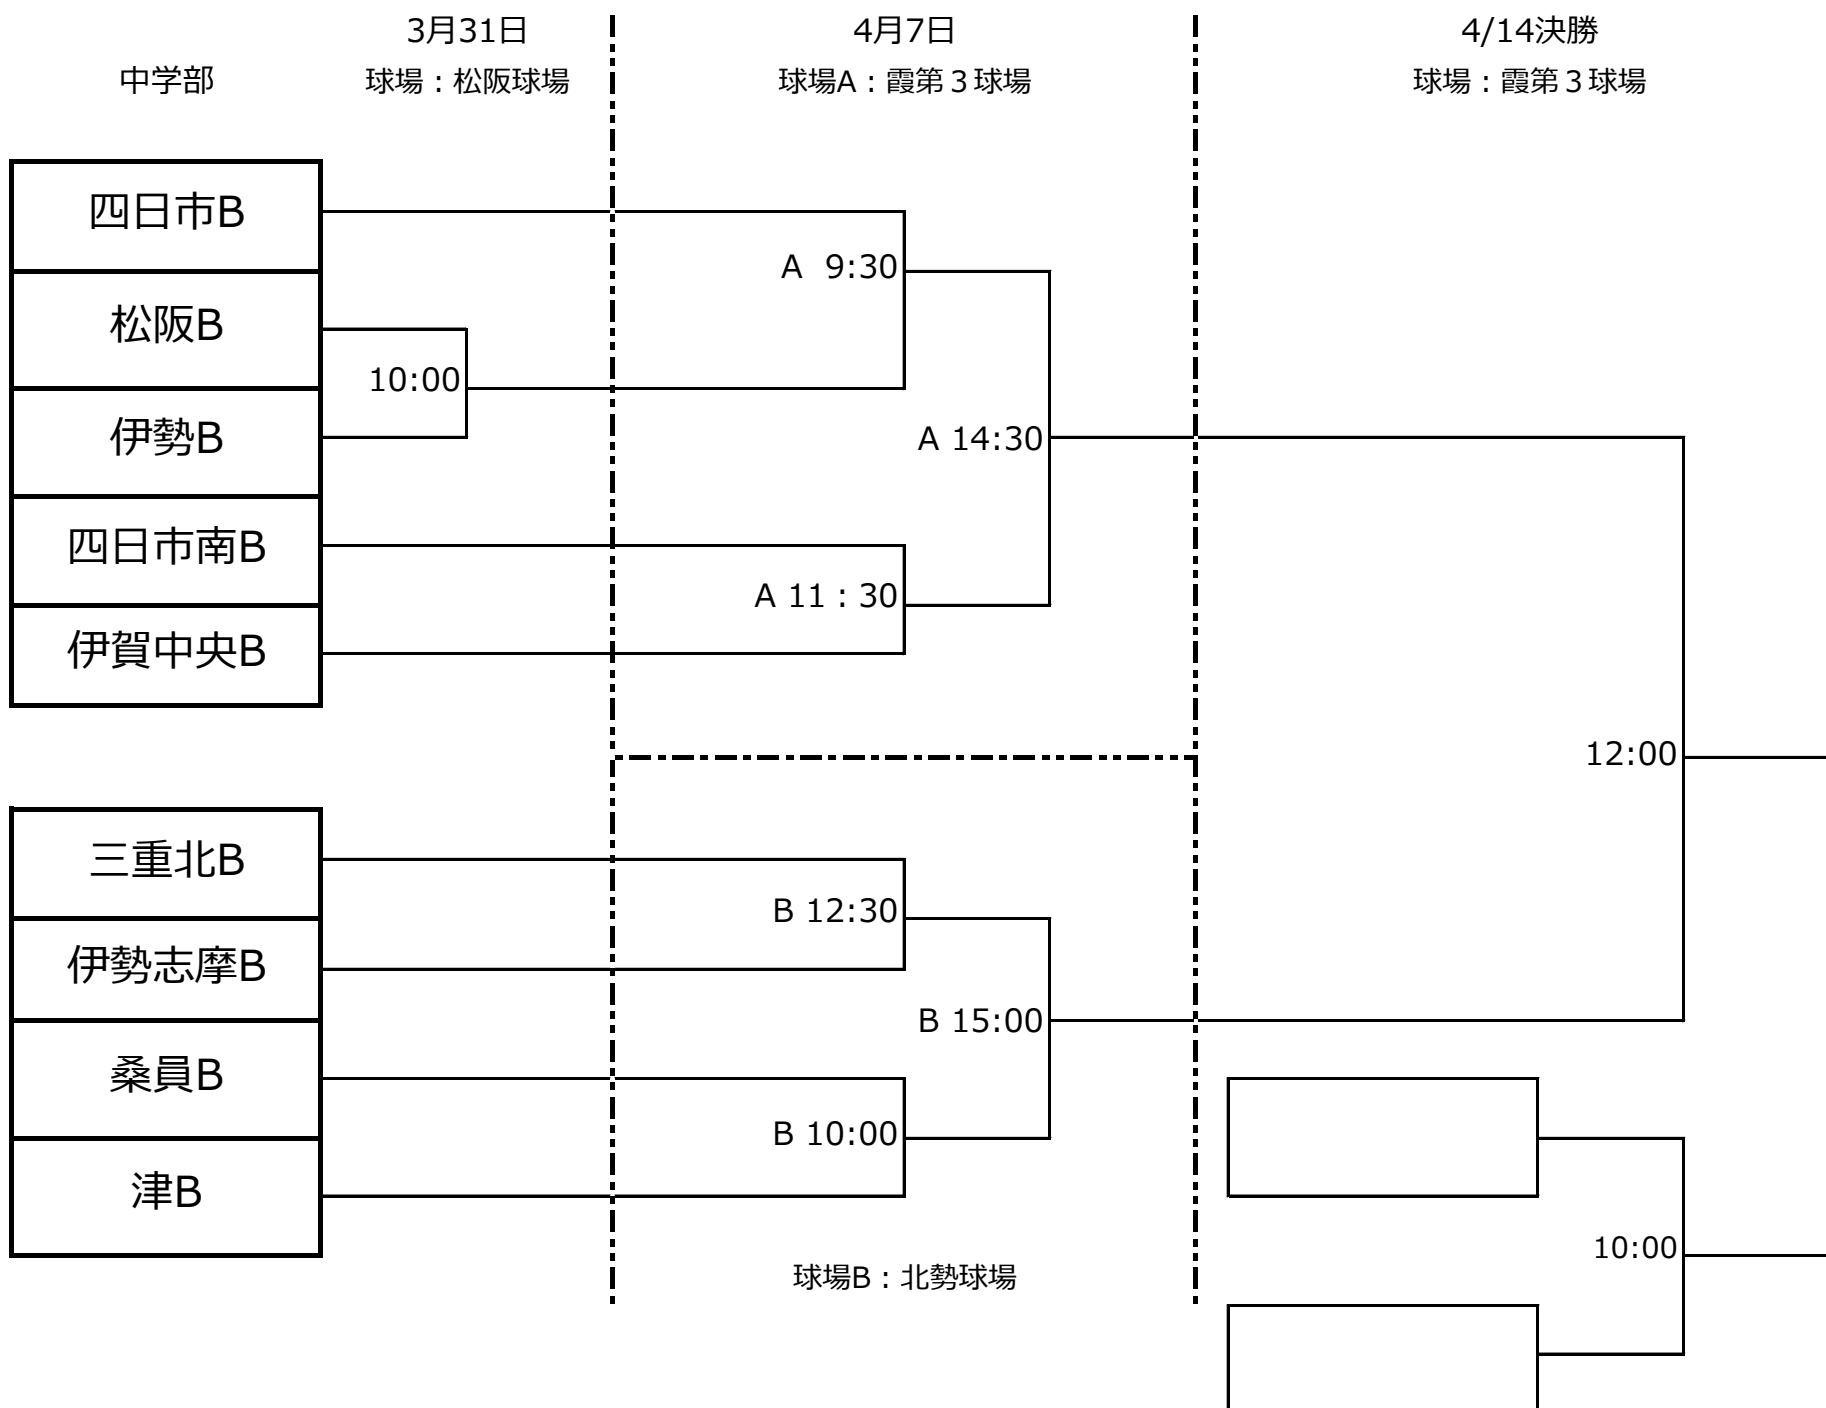 3月31日
4月7日
4/14決勝
中学部
球場：松阪球場
球場A：霞第３球場
球場：霞第３球場
四日市B
A 9:30
松阪B
10:00
伊勢B
A 14:30
四日市南B
A 11：30
伊賀中央B
12:00
三重北B
B 12:30
伊勢志摩B
B 15:00
桑員B
B 10:00
津B
10:00
球場B：北勢球場